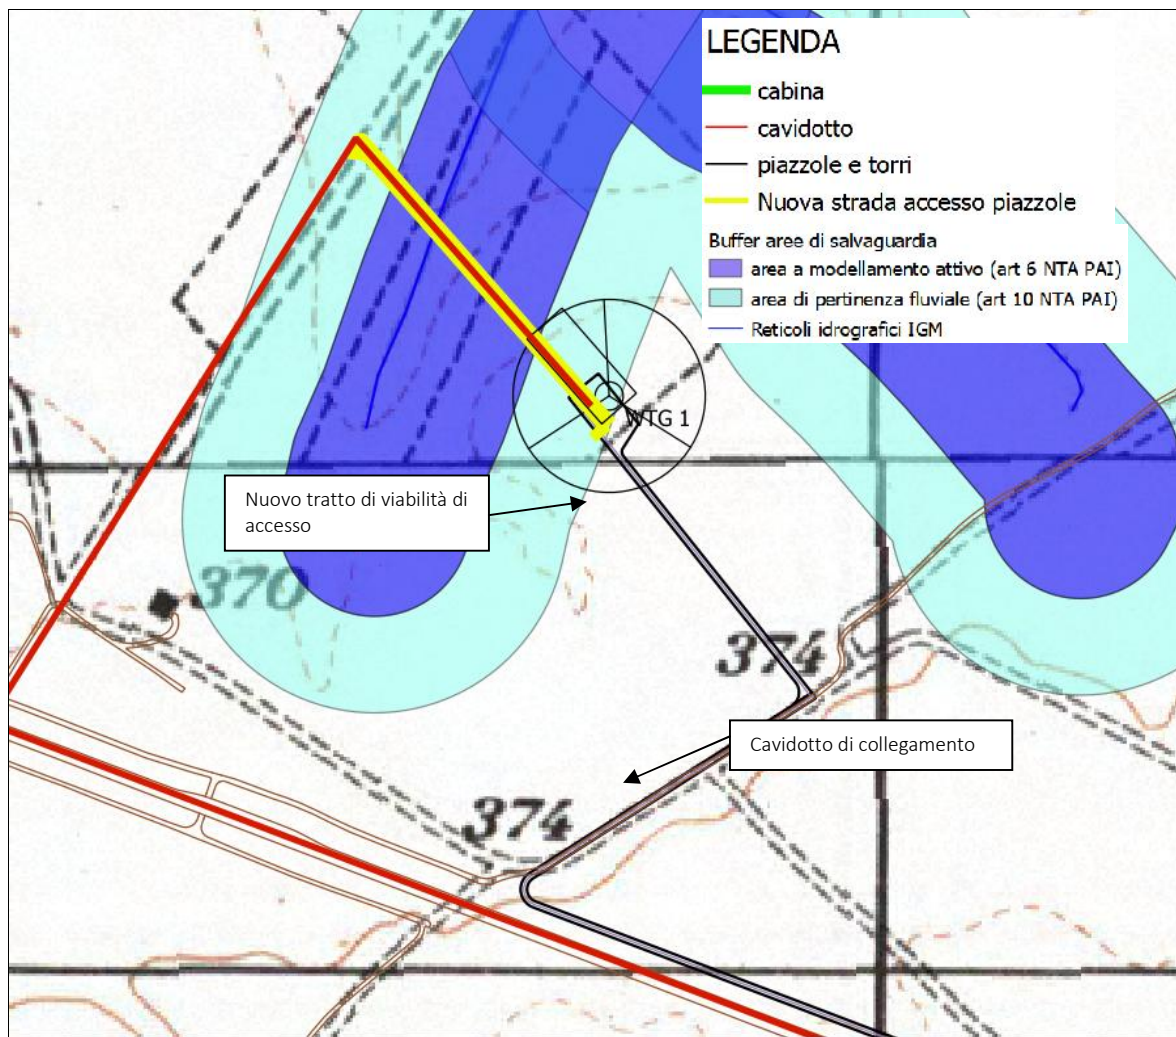 LEGENDA
cabina
cavidotto
piazzole e torri
Nuova strada accesso piazzole
Buffer aree di salvaguardia
area a modellamento attivo (art 6 NTA PAI)
area di pertinenza fluviale (art 10 NTA PAI)
Reticoli idrografici IGM
WTG 1
Nuovo tratto di viabilità di
accesso
370
374
Cavidotto di collegamento
374